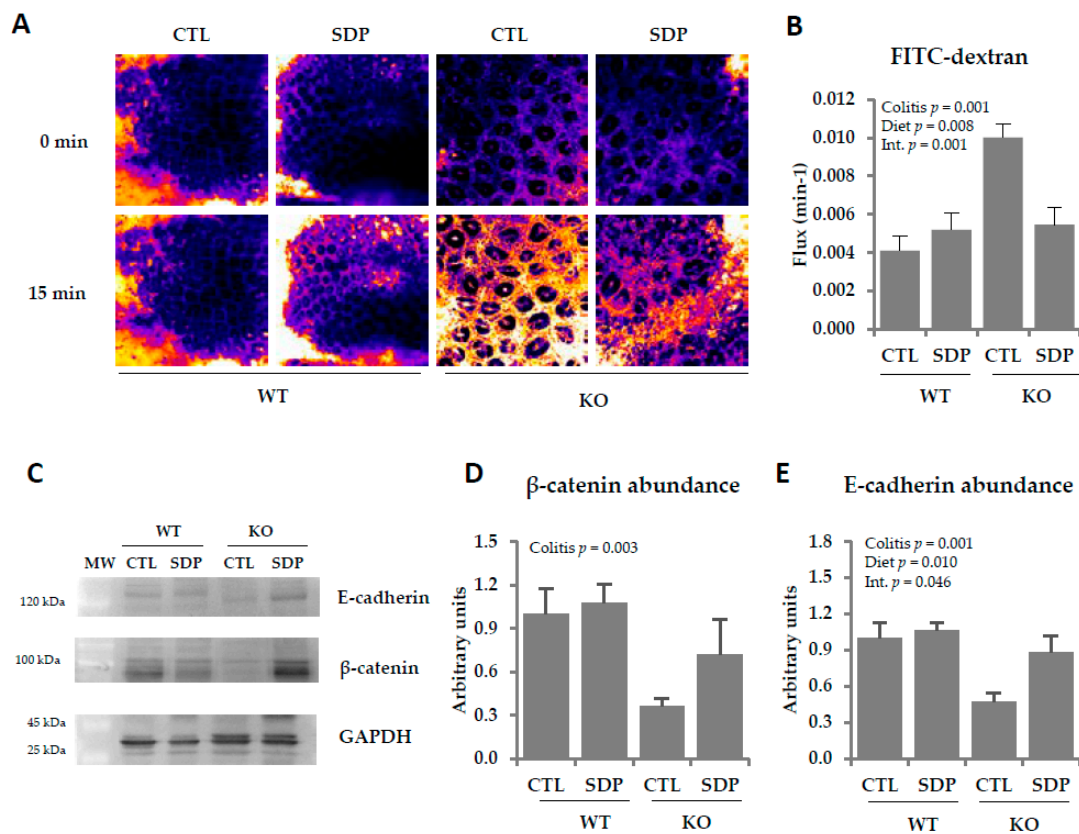 A
CTL
SDP
CTL
SDP
0 min
15 min
WT
KO
B
FITC-dextran
Colitis p = 0.001
Diet p = 0.008
Int. p = 0.001
Flux (min-1)
0.012
0.010
0.008
0.006
0.004
0.002
0.000
CTL SDP CTL SDP
WT KO
C
WT KO
MW CTL SDP CTL SDP
120 kDa
E-cadherin
100 kDa
β-catenin
45 kDa
GAPDH
25 kDa
D
β-catenin abundance
Colitis p = 0.003
Arbitrary units
1.5
1.2
0.9
0.6
0.3
0.0
CTL SDP CTL SDP
WT KO
E
E-cadherin abundance
Colitis p = 0.001
Diet p = 0.010
Int. p = 0.046
Arbitrary units
1.8
1.5
1.2
0.9
0.6
0.3
0.0
CTL SDP CTL SDP
WT KO